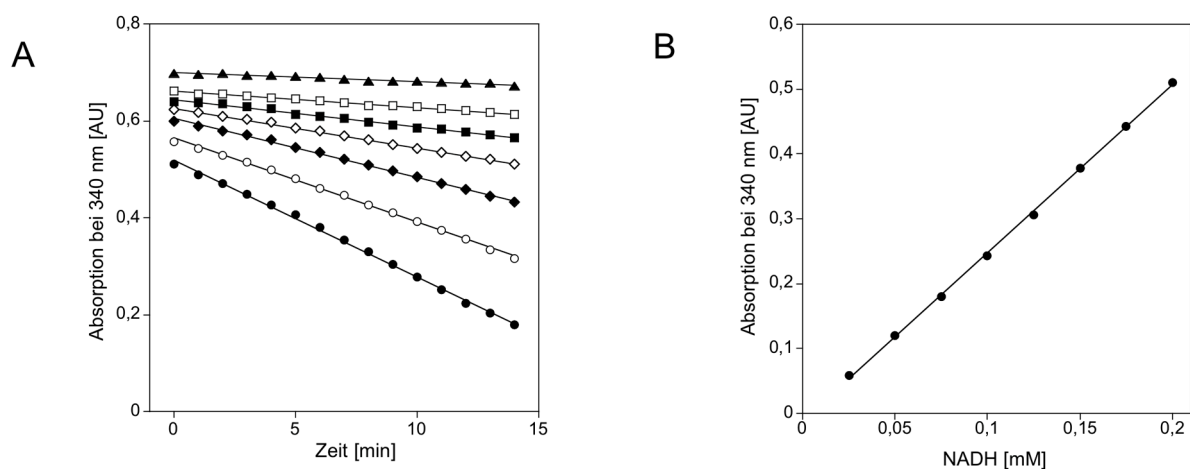 A
Absorption bei 340 nm [AU]
0,8
0,6
0,4
0,2
0
0 5 10 15
Zeit [min]
B
Absorption bei 340 nm [AU]
0,6
0,5
0,4
0,3
0,2
0,1
0
0 0,05 0,1 0,15 0,2
NADH [mM]